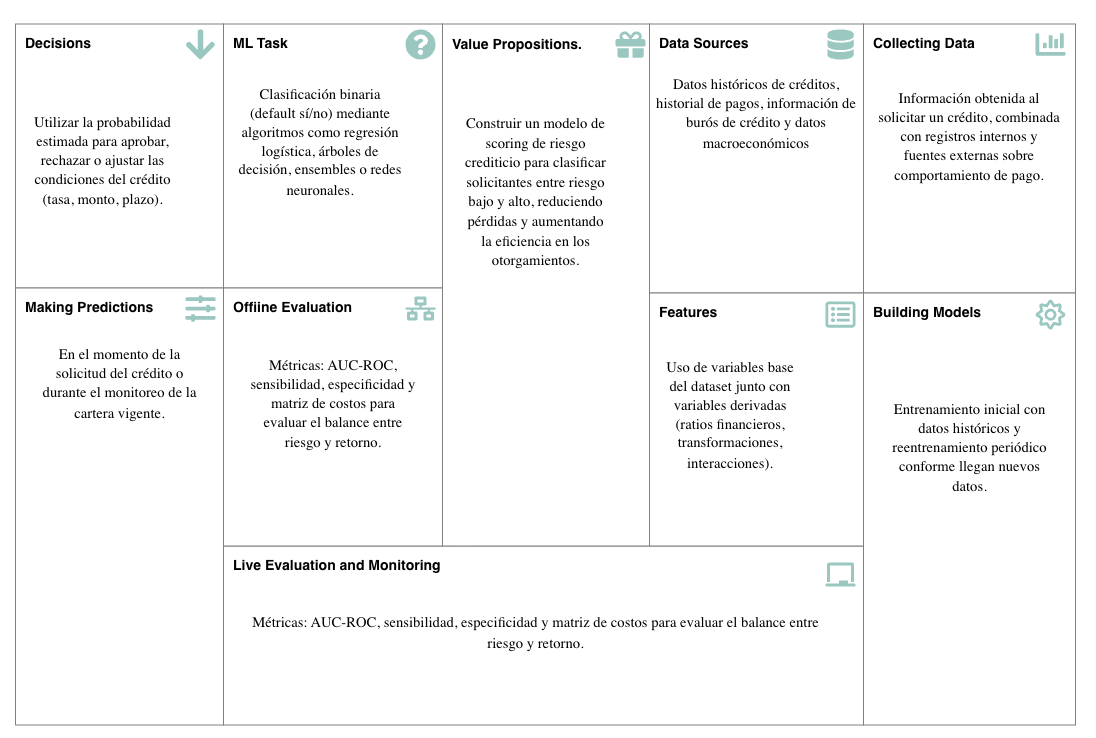 Decisions
Utilizar la probabilidad
estimada para aprobar,
rechazar o ajustar las
condiciones del crédito
(tasa, monto, plazo).
ML Task
Clasificación binaria
(default sí/no) mediante
algoritmos como regresión
logística, árboles de
decisión, ensembles o redes
neuronales.
Value Propositions.
Construir un modelo de
scoring de riesgo
crediticio para clasificar
solicitantes entre riesgo
bajo y alto, reduciendo
pérdidas y aumentando
la eficiencia en los
otorgamientos.
Data Sources
Datos históricos de créditos,
historial de pagos, información de
burós de crédito y datos
macroeconómicos
Collecting Data
Información obtenida al
solicitar un crédito, combinada
con registros internos y
fuentes externas sobre
comportamiento de pago.
Making Predictions
En el momento de la
solicitud del crédito o
durante el monitoreo de la
cartera vigente.
Offiine Evaluation
Métricas: AUC-ROC,
sensibilidad, especificidad y
matriz de costos para
evaluar el balance entre
riesgo y retorno.
Features
Uso de variables base
del dataset junto con
variables derivadas
(ratios financieros,
transformaciones,
interacciones).
Building Models
Entrenamiento inicial con
datos históricos y
reentrenamiento periódico
conforme llegan nuevos
datos.
Live Evaluation and Monitoring
Métricas: AUC-ROC, sensibilidad, especificidad y matriz de costos para evaluar el balance entre
riesgo y retorno.